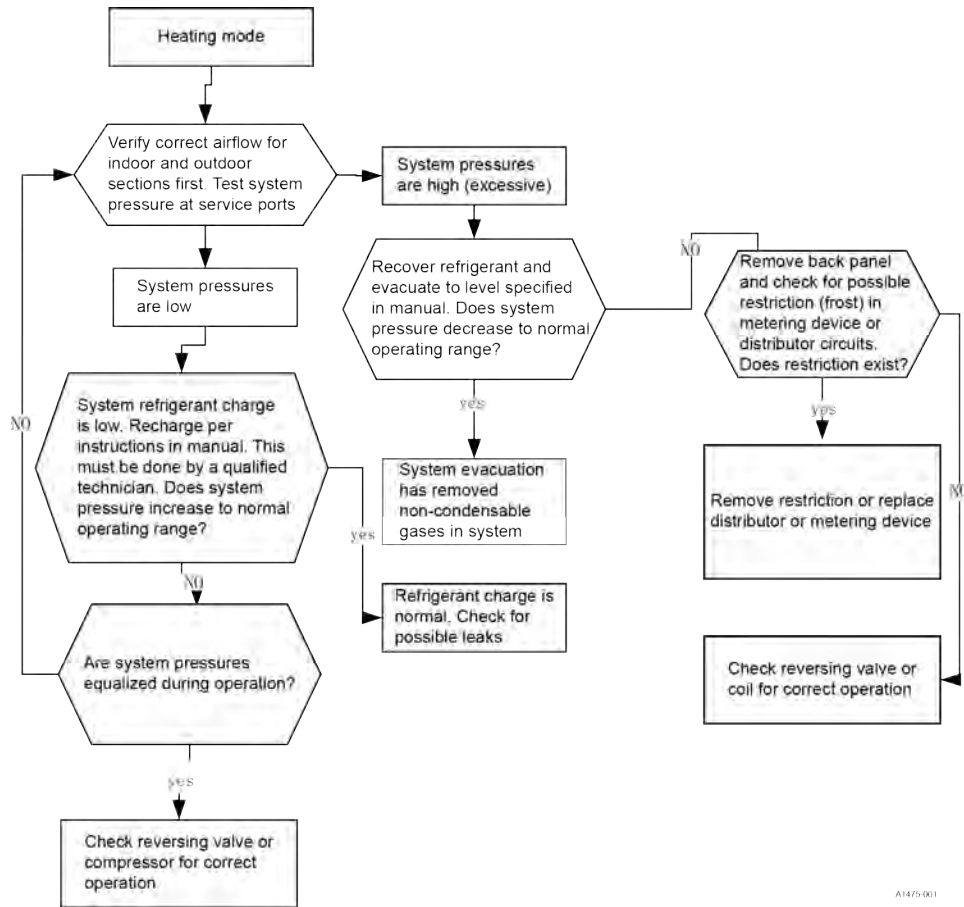 Heating mode
Verify correct airflow for
indoor and outdoor
sections first. Test system
pressure at service ports
System pressures
are high (excessive)
System pressures
are low
Recover refrigerant and
evacuate to level specified
in manual. Does system
pressure decrease to normal
operating range?
NO
Remove back panel
and check for possible
restriction (frost) in
metering device or
distributor circuits.
Does restriction exist?
NO
System refrigerant charge
is low. Recharge per
instructions in manual. This
must be done by a qualified
technician. Does system
pressure increase to normal
operating range?
yes
yes
System evacuation
has removed
non-condensable
gases in system
Remove restriction or replace
distributor or metering device
NO
yes
NO
Refrigerant charge is
normal. Check for
possible leaks
Are system pressures
equalized during operation?
Check reversing valve or
coil for correct operation
yes
Check reversing valve or
compressor for correct
operation
A1475-001